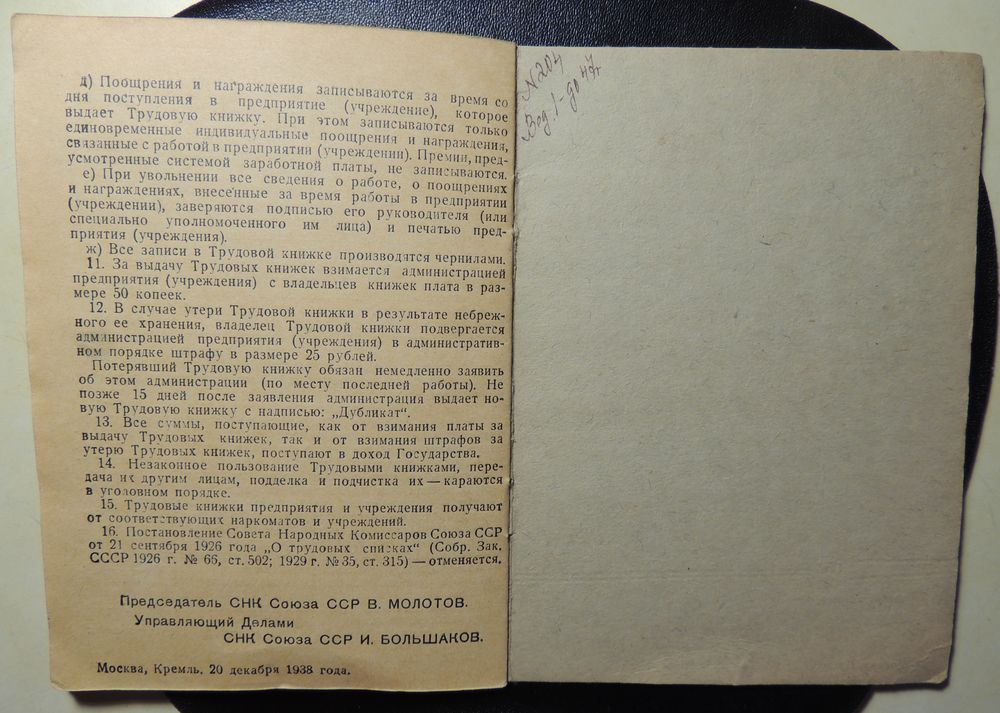 д) Поощрения и награждения записываются за время со
дня поступления в предприятие (учреждение), которое
выдает Трудовую книжку. При этом записываются только
единовременные индивидуальные поощрения и награждения,
связанные с работой в предприятии (учреждении). Премии, пред-
усмотренные системой заработной платы, не записываются.
е) При увольнении все сведения о работе, о поощрениях
и награждениях, внесенные за время работы в предприятии
(учреждении), заверяются подписью его руководителя (или
специально уполномоченного им лица) и печатью пред-
приятия (учреждения).
ж) Все записи в Трудовой книжке производятся чернилами.
11. За выдачу Трудовых книжек взимается администрацией
предприятия (учреждения) с владельцев книжек плата в раз-
мере 50 копеек.
12. В случае утери Трудовой книжки в результате небреж-
ного ее хранения, владелец Трудовой книжки подвергается
администрацией предприятия (учреждения) в административ-
ном порядке штрафу в размере 25 рублей.
Потерявший Трудовую книжку обязан немедленно заявить
об этом администрации (по месту последней работы). Не
позже 15 дней после заявления администрация выдает но-
вую Трудовую книжку с надписью: „Дубликат“.
13. Все суммы, поступающие, как от взимания платы за
выдачу Трудовых книжек, так и от взимания штрафов за
утерю Трудовых книжек, поступают в доход Государства.
14. Незаконное пользование Трудовыми книжками, пере-
дача их другим лицам, подделка и подчистка их — караются
в уголовном порядке.
15. Трудовые книжки предприятия и учреждения получают
от соответствующих наркоматов и учреждений.
16. Постановление Совета Народных Комиссаров Союза ССР
от 21 сентября 1926 года „О трудовых списках“ (Собр. Зак.
СССР 1926 г. № 66, ст. 502; 1929 г. № 35, ст. 315) — отменяется.
Председатель СНК Союза ССР В. МОЛОТОВ.
Управляющий Делами
СНК Союза ССР И. БОЛЬШАКОВ.
Москва, Кремль. 20 декабря 1938 года.
N 204
1- до 47г